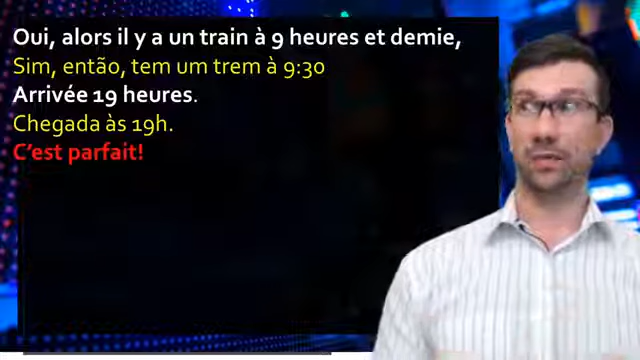 Oui, alors il y a un train à 9 heures et demie,
Sim, então, tem um trem à 9:30
Arrivée 19 heures.
Chegada às 19h.
C'est parfait!